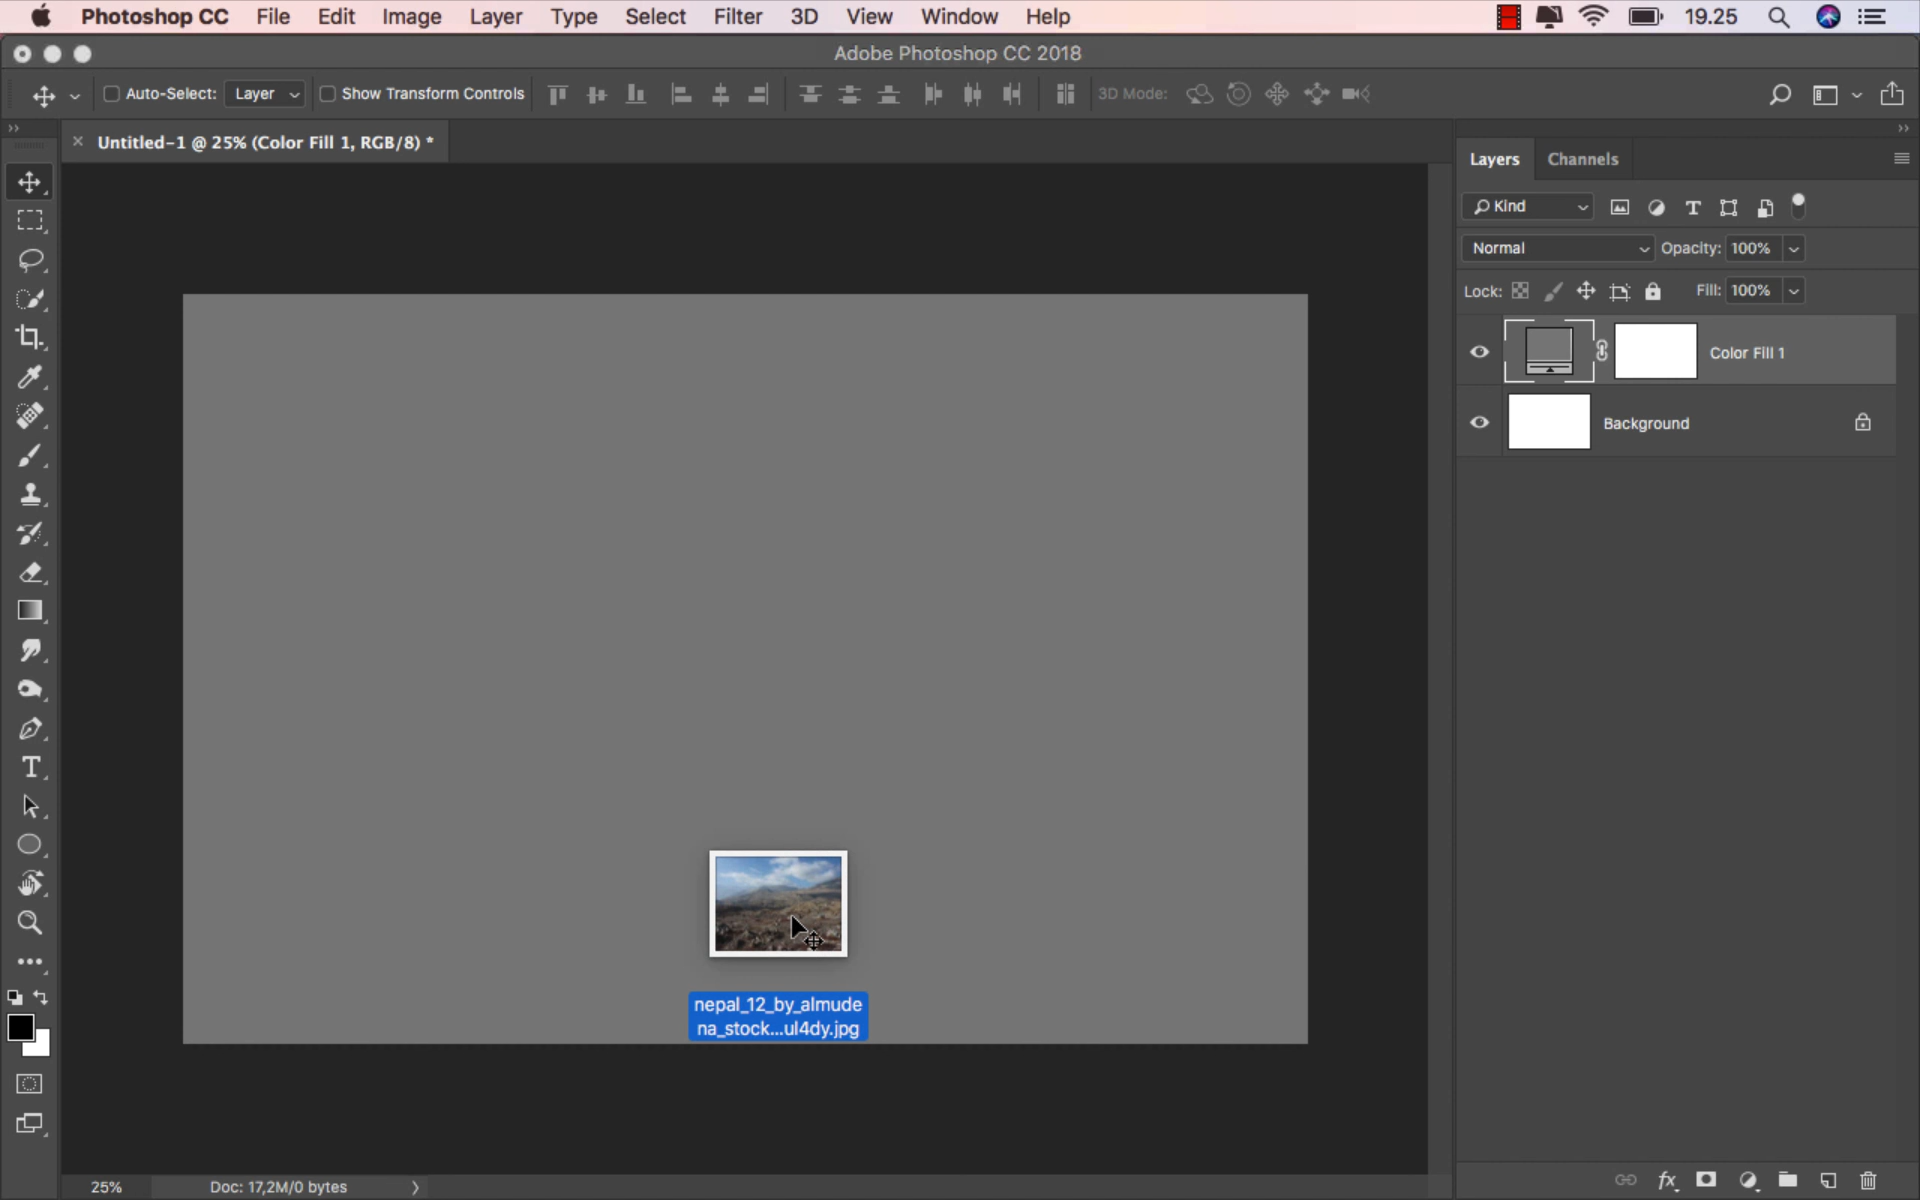 Photoshop CC File Edit Image Layer Type Select Filter 3D View Window Help 19.25
Adobe Photoshop CC 2018
Auto-Select: Layer Show Transform Controls 3D Mode:
Untitled-1 @ 25% (Color Fill 1, RGB/8) *
Layers Channels
Kind
Normal Opacity: 100%
Lock: Fill: 100%
Color Fill 1
Background
nepal_12_by_almude
na_stock...ul4dy.jpg
25% Doc: 17,2M/0 bytes